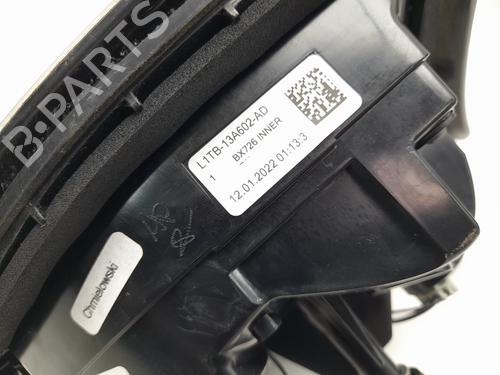 B-PARTS
L1TB-13A602-AD
1 BX726 INNER
12.01.2022 01:13:3
Chmielowski